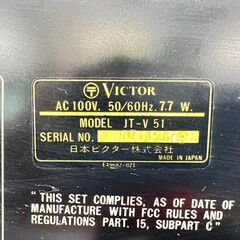 VICTOR
AC 100V. 50/60Hz. 7.7 W.
MODEL JT-V51
SERIAL NO.
日本ビクター株式会社
MADE IN JAPAN
"THIS SET COMPLIES, AS OF DATE OF
MANUFACTURE WITH FCC RULES AND
REGULATIONS PART. 15, SUBPART C"